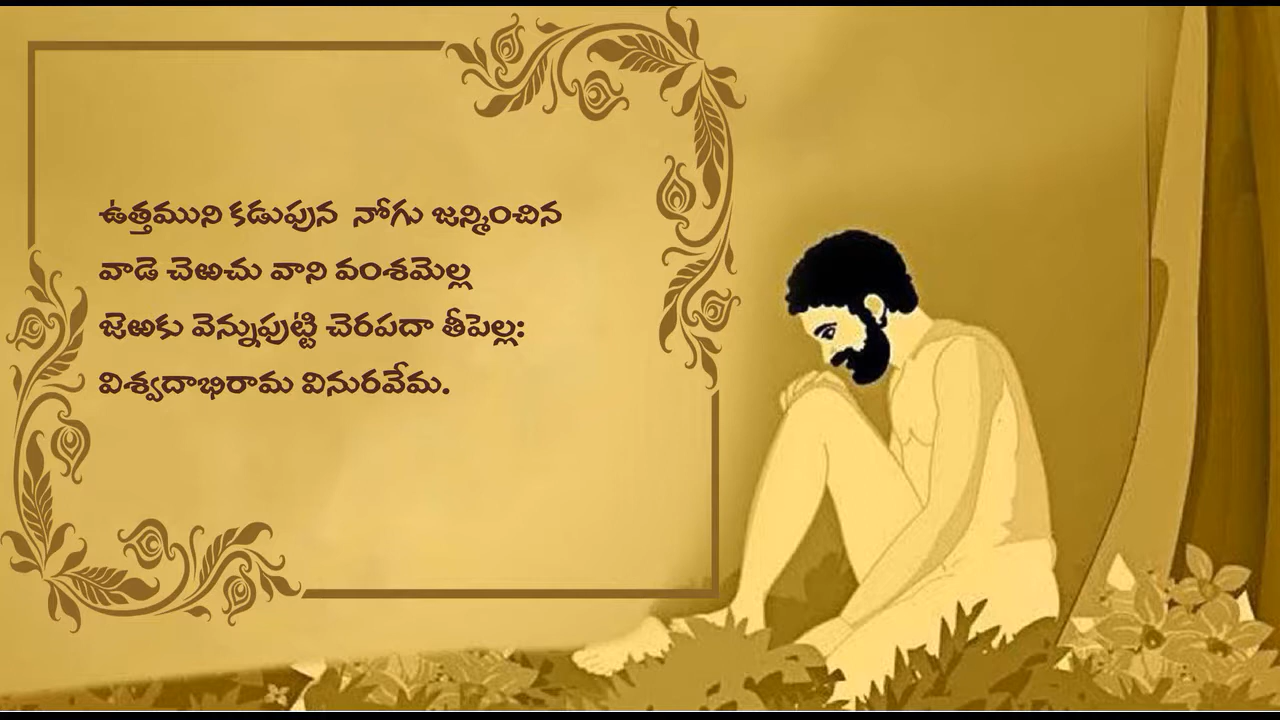 ఉత్తముని కడుపున నోగు జన్మించిన
వాడె చెఱచు వాని వంశమెల్ల
జెఱకు వెన్నుపుట్టి చెరపదా తీపెల్ల:
విశ్వదాభిరామ వినురవేమ.